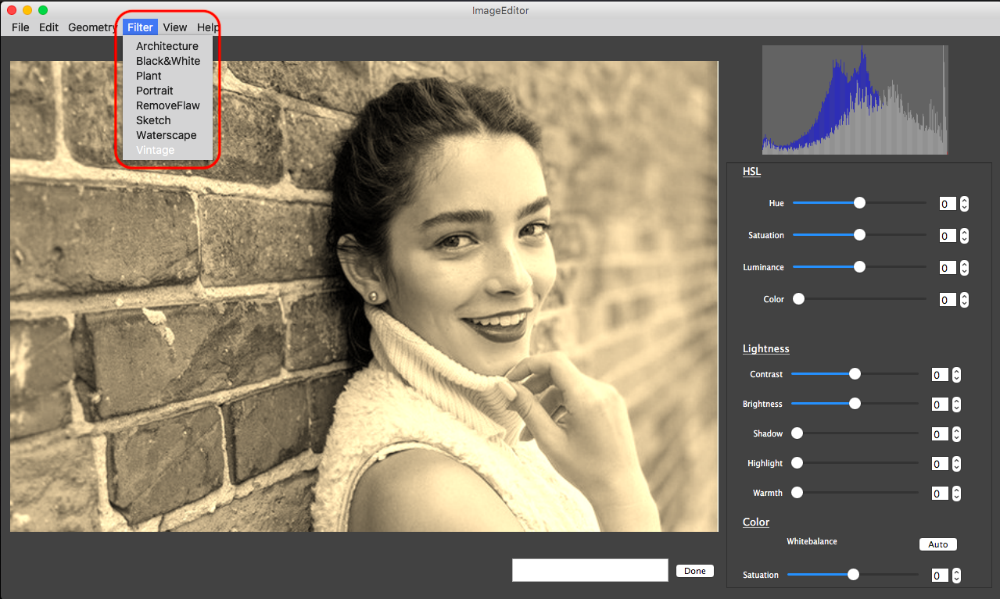 ImageEditor
File Edit Geometry Filter View Help
Architecture
Black&White
Plant
Portrait
RemoveFlaw
Sketch
Waterscape
Vintage
HSL
Hue 0
Satuation 0
Luminance 0
Color 0
Lightness
Contrast 0
Brightness 0
Shadow 0
Highlight 0
Warmth 0
Color
Whitebalance Auto
Satuation 0
Done